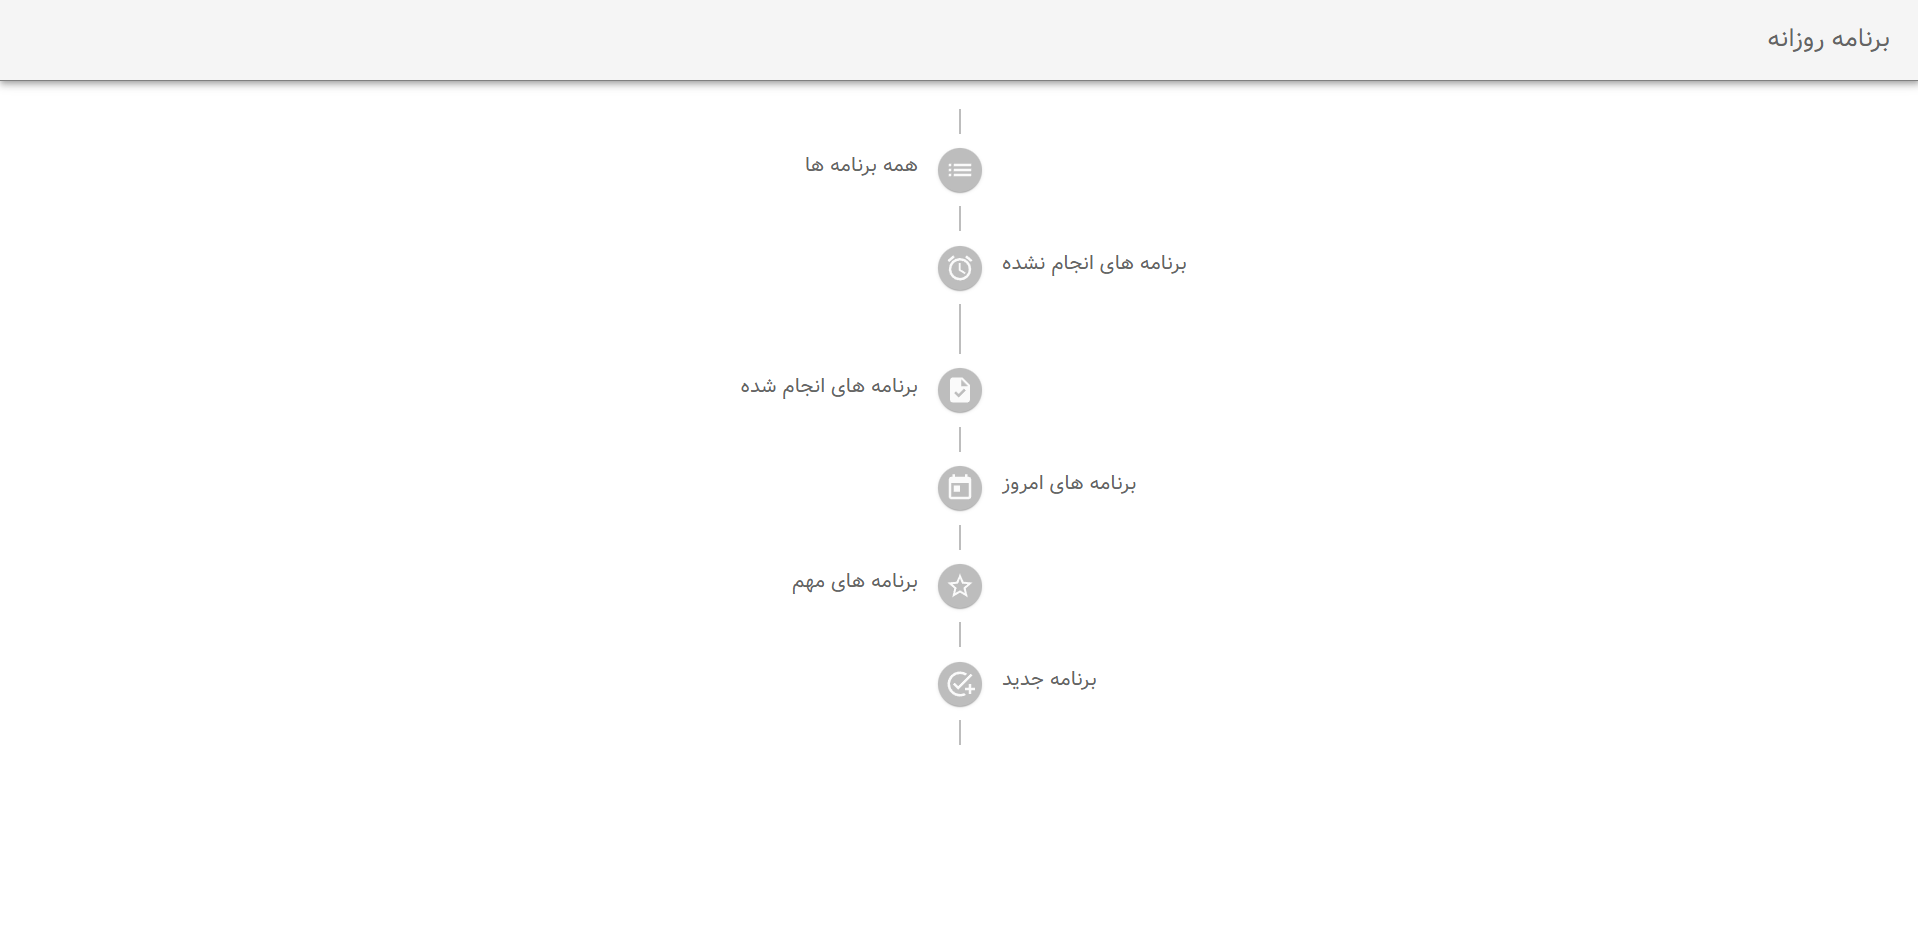 برنامه روزانه
همه برنامه ها
برنامه های انجام نشده
برنامه های انجام شده
برنامه های امروز
برنامه های مهم
برنامه جدید